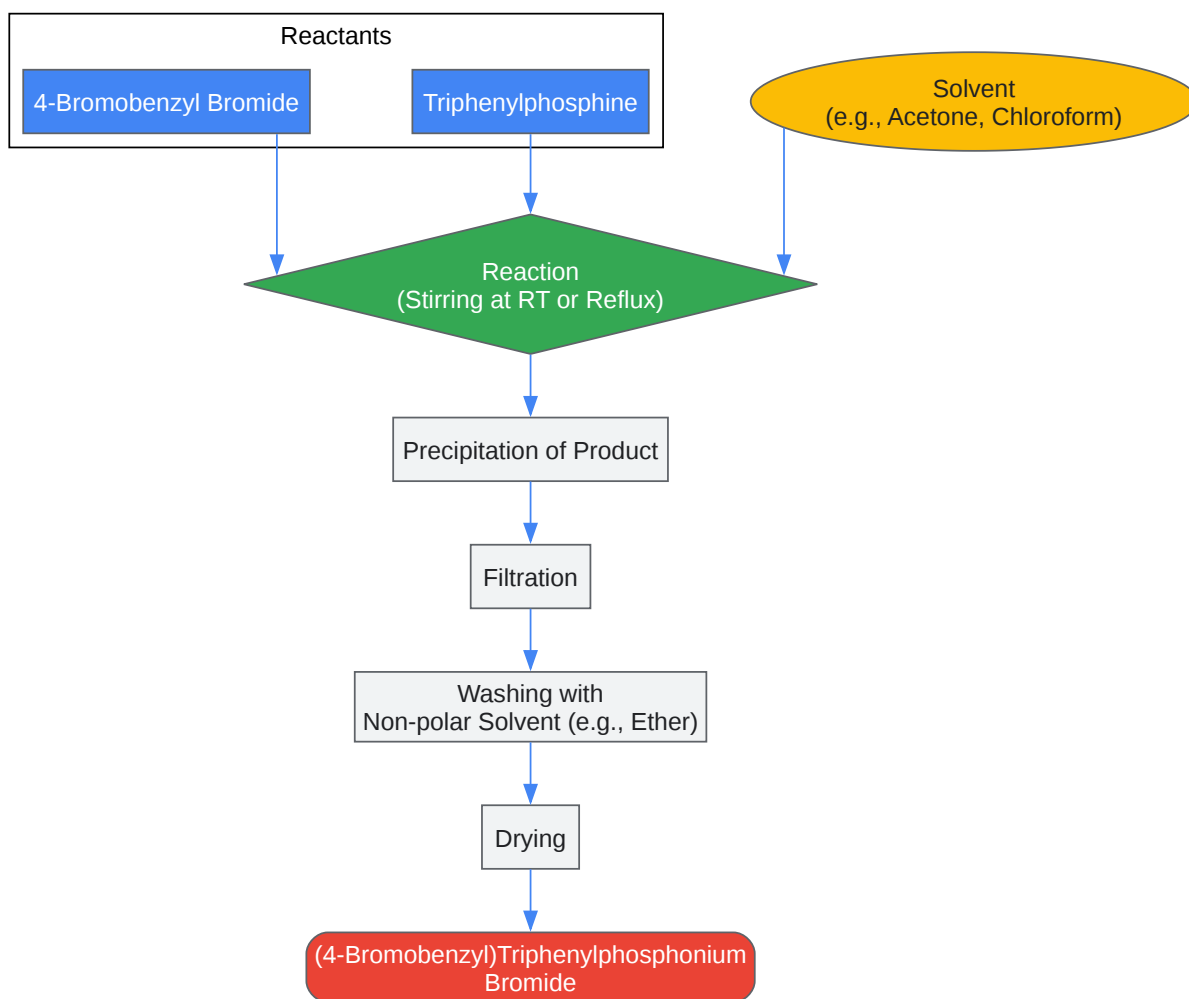 Reactants
4-Bromobenzyl Bromide
Triphenylphosphine
Solvent
(e.g., Acetone, Chloroform)
Reaction
(Stirring at RT or Reflux)
Precipitation of Product
Filtration
Washing with
Non-polar Solvent (e.g., Ether)
Drying
(4-Bromobenzyl)Triphenylphosphonium
Bromide